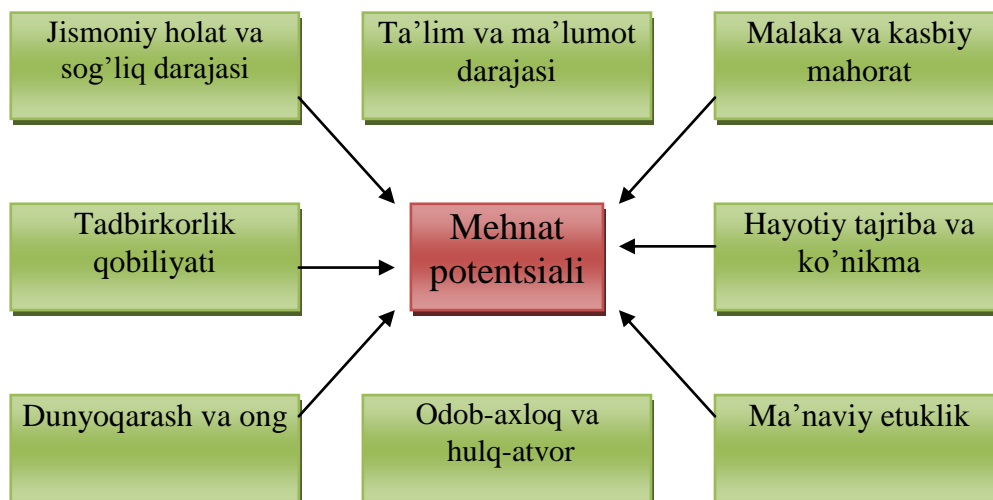 Jismoniy holat va
sog’liq darajasi
Ta’lim va ma’lumot
darajasi
Malaka va kasbiy
mahorat
Tadbirkorlik
qobiliyati
Mehnat
potentsiali
Hayotiy tajriba va
ko’nikma
Dunyoqarash va ong
Odob-axloq va
hulq-atvor
Ma’naviy etuklik